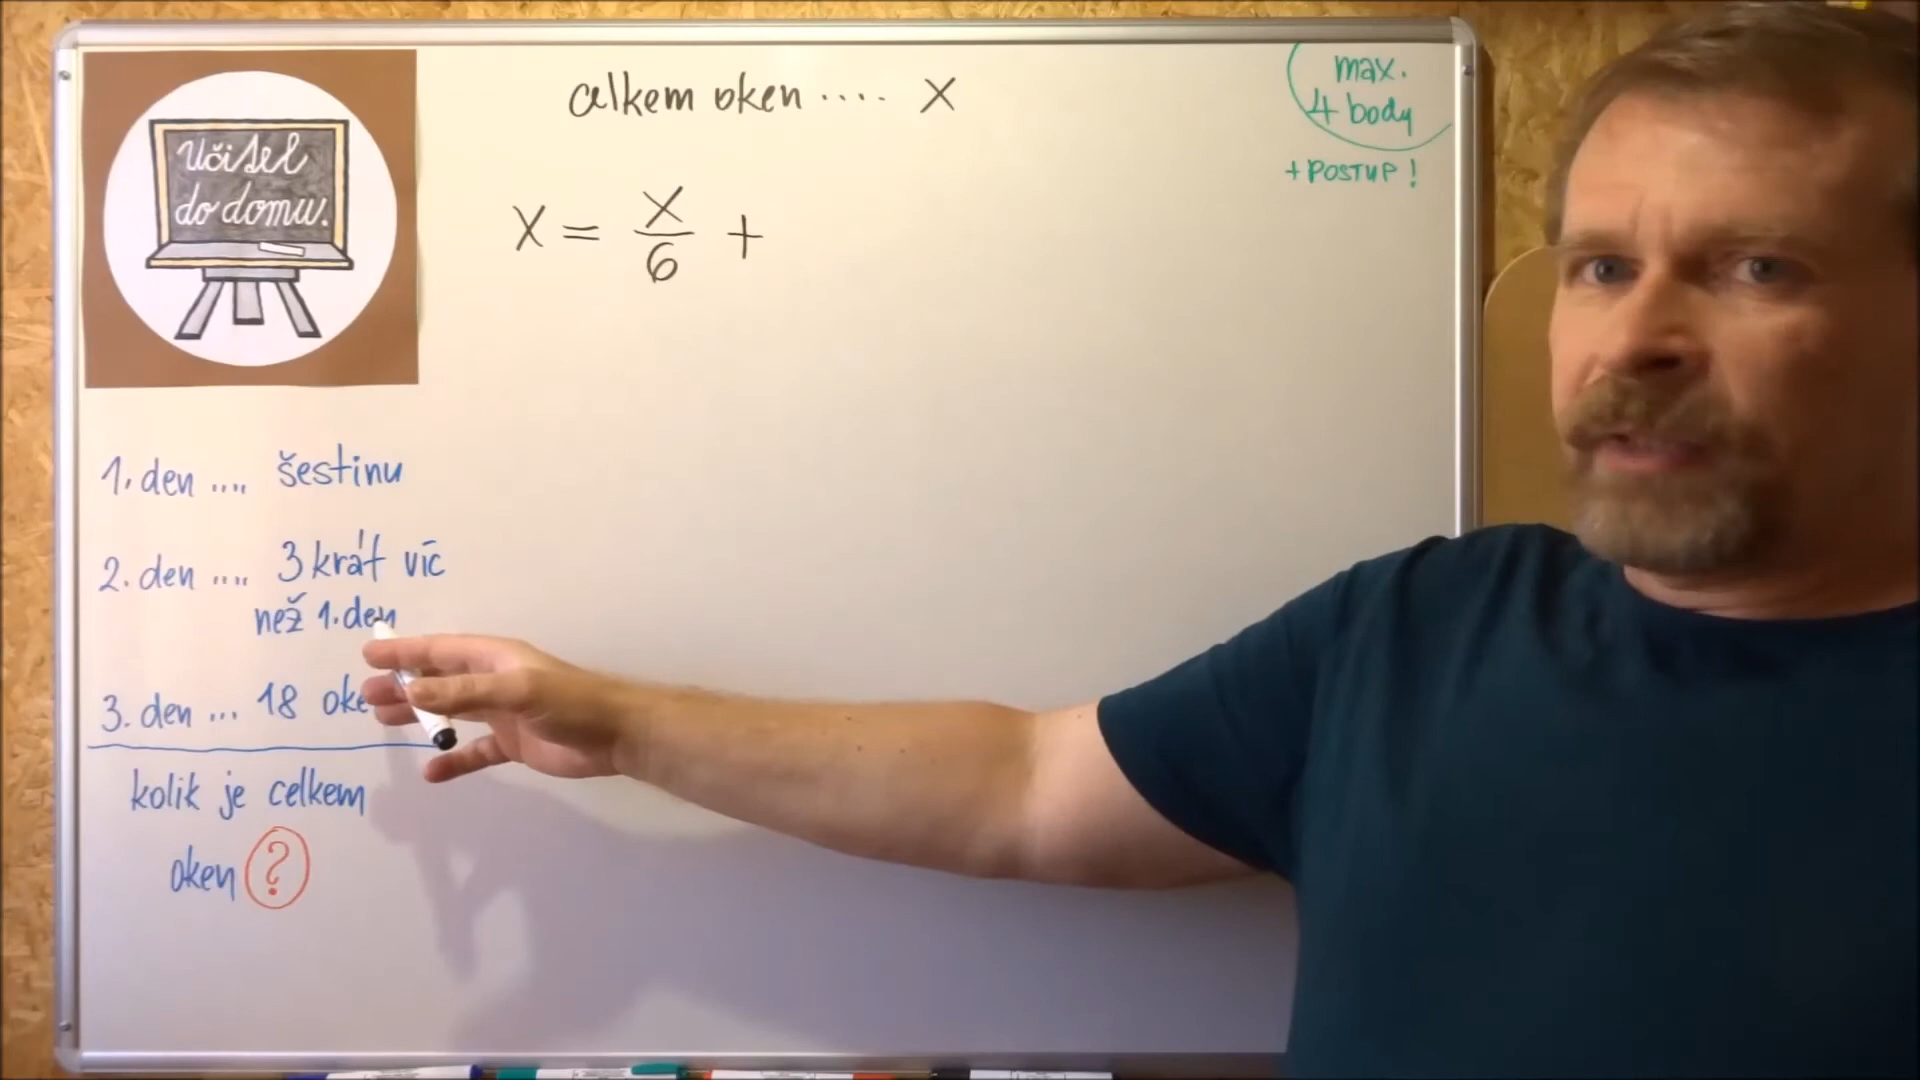 Učitel
do domu.
celkem oken .... X
X = X/6 +
max.
4 body
+ POSTUP!
1. den .... šestinu
2. den .... 3 krát víc
než 1. den
3. den ... 18
kolik je celkem
oken ?